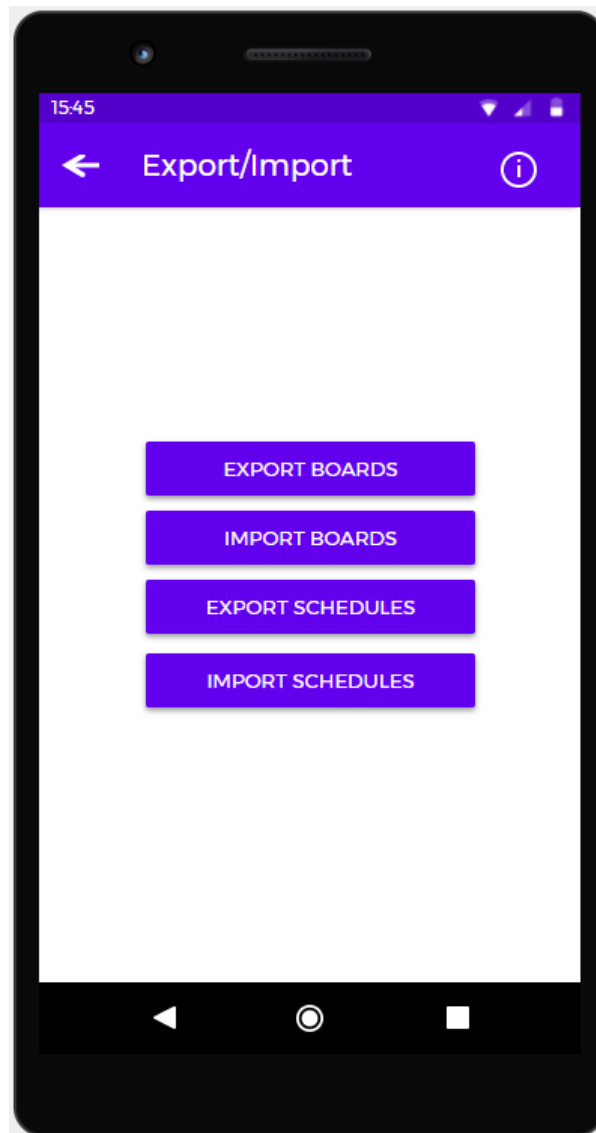 15:45
Export/Import
EXPORT BOARDS
IMPORT BOARDS
EXPORT SCHEDULES
IMPORT SCHEDULES